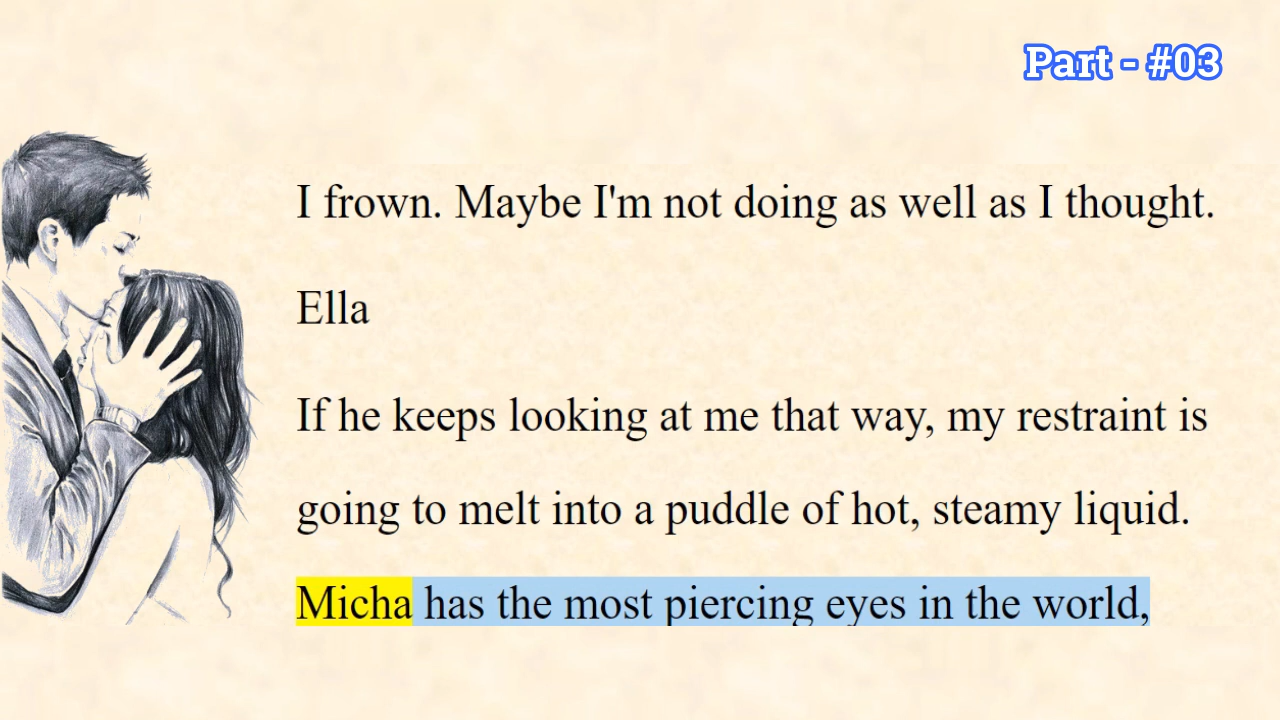 Part - #03
I frown. Maybe I'm not doing as well as I thought.
Ella
If he keeps looking at me that way, my restraint is
going to melt into a puddle of hot, steamy liquid.
Micha has the most piercing eyes in the world,